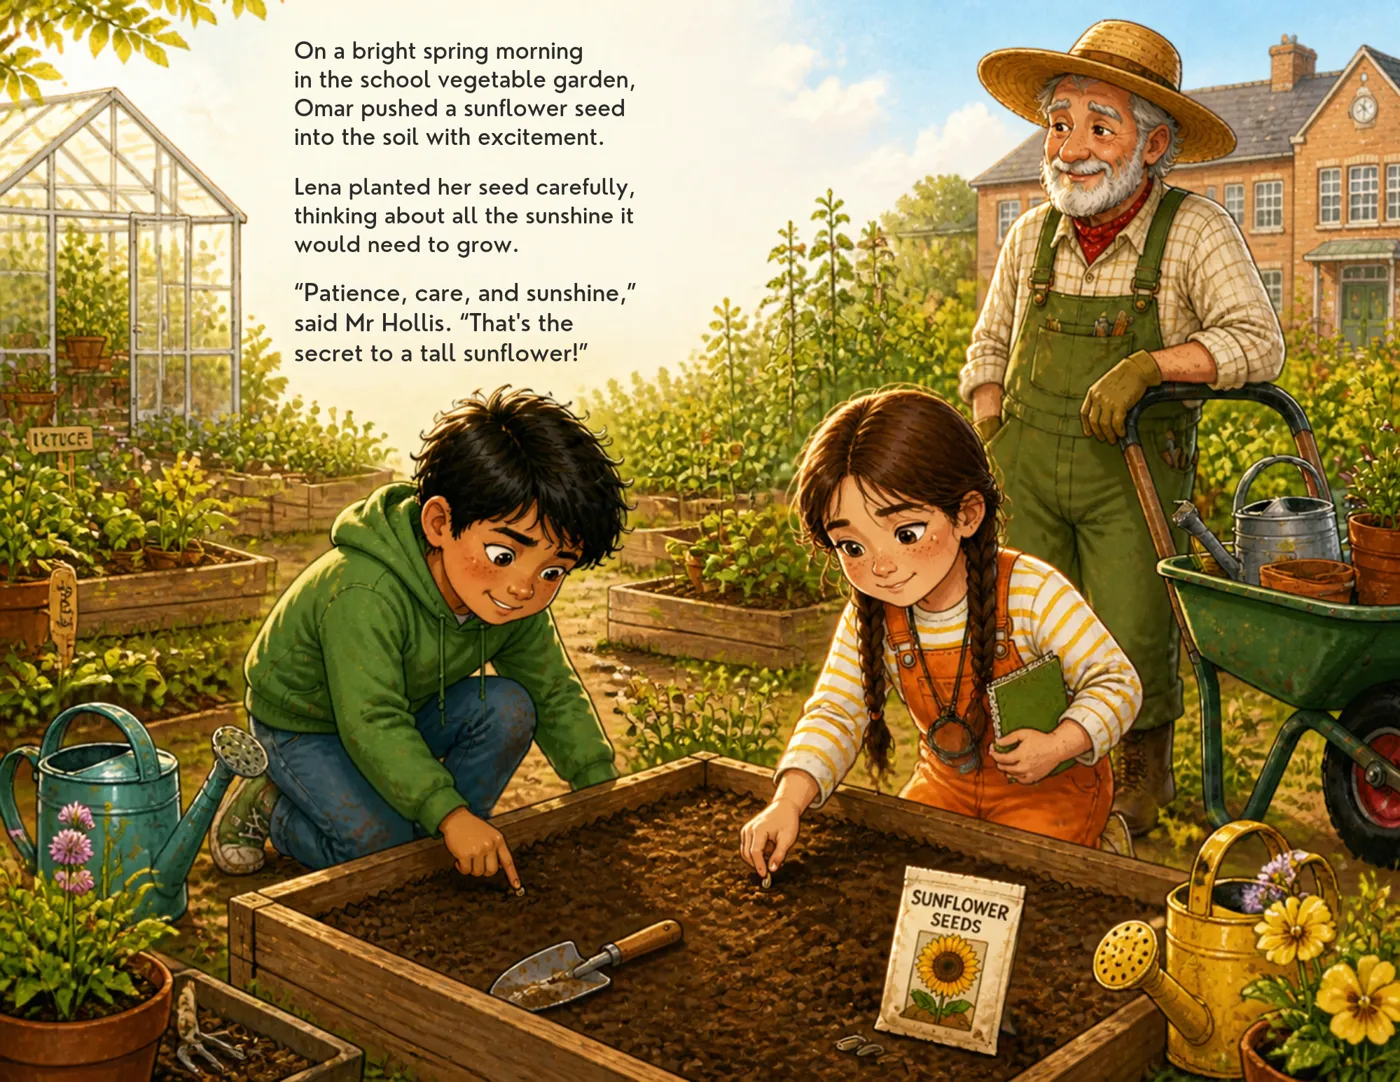 On a bright spring morning
in the school vegetable garden,
Omar pushed a sunflower seed
into the soil with excitement.
Lena planted her seed carefully,
thinking about all the sunshine it
would need to grow.
“Patience, care, and sunshine,”
said Mr Hollis. “That's the
secret to a tall sunflower!”
SUNFLOWER
SEEDS